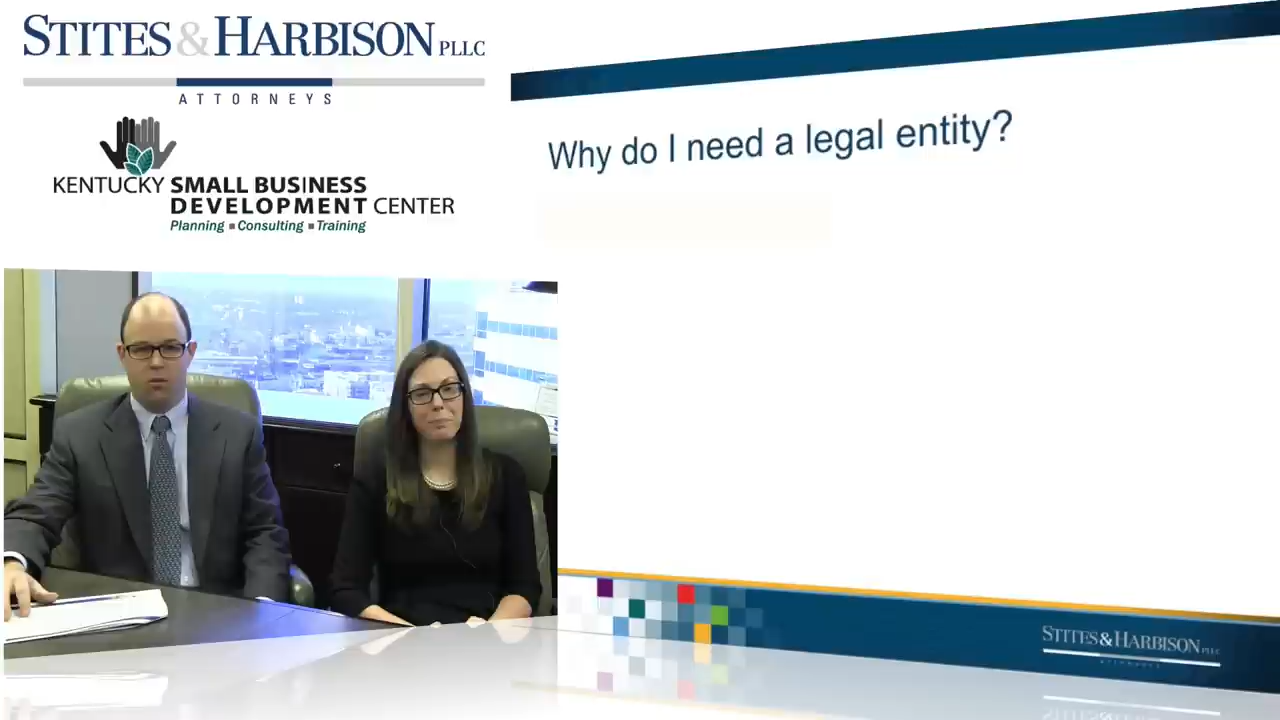 STITES & HARBISON PLLC
ATTORNEYS
KENTUCKY SMALL BUSINESS
DEVELOPMENT CENTER
Planning ▪ Consulting ▪ Training
Why do I need a legal entity?
STITES & HARBISON PLLC
ATTORNEYS